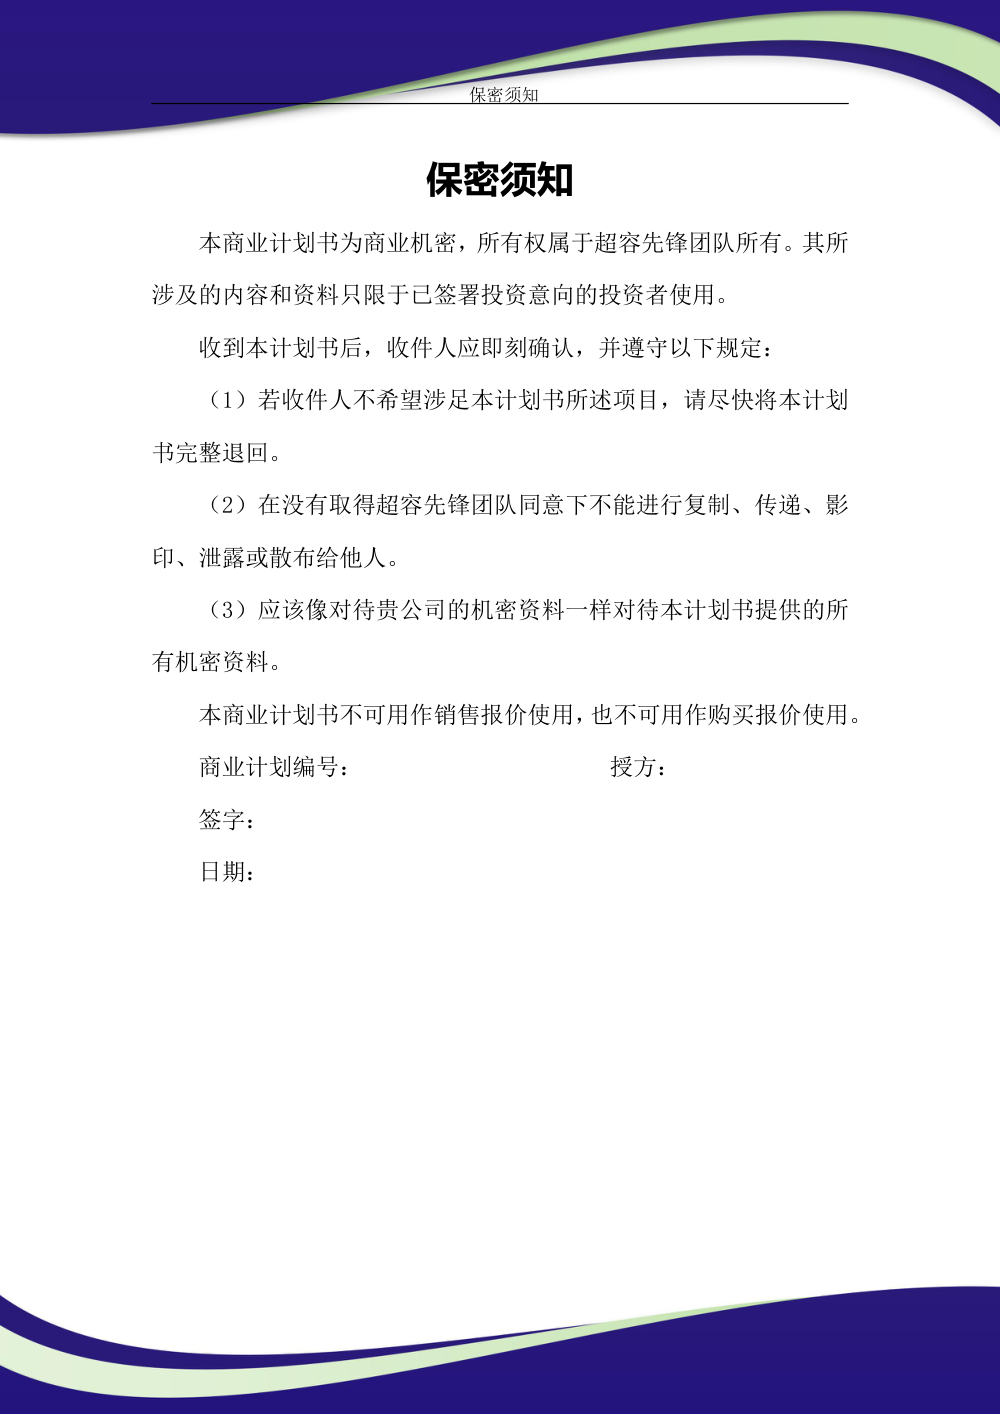 保密须知
保密须知
本商业计划书为商业机密，所有权属于超容先锋团队所有。其所
涉及的内容和资料只限于已签署投资意向的投资者使用。
收到本计划书后，收件人应即刻确认，并遵守以下规定：
（1）若收件人不希望涉足本计划书所述项目，请尽快将本计划
书完整退回。
（2）在没有取得超容先锋团队同意下不能进行复制、传递、影
印、泄露或散布给他人。
（3）应该像对待贵公司的机密资料一样对待本计划书提供的所
有机密资料。
本商业计划书不可用作销售报价使用，也不可用作购买报价使用。
商业计划编号： 授方：
签字：
日期：